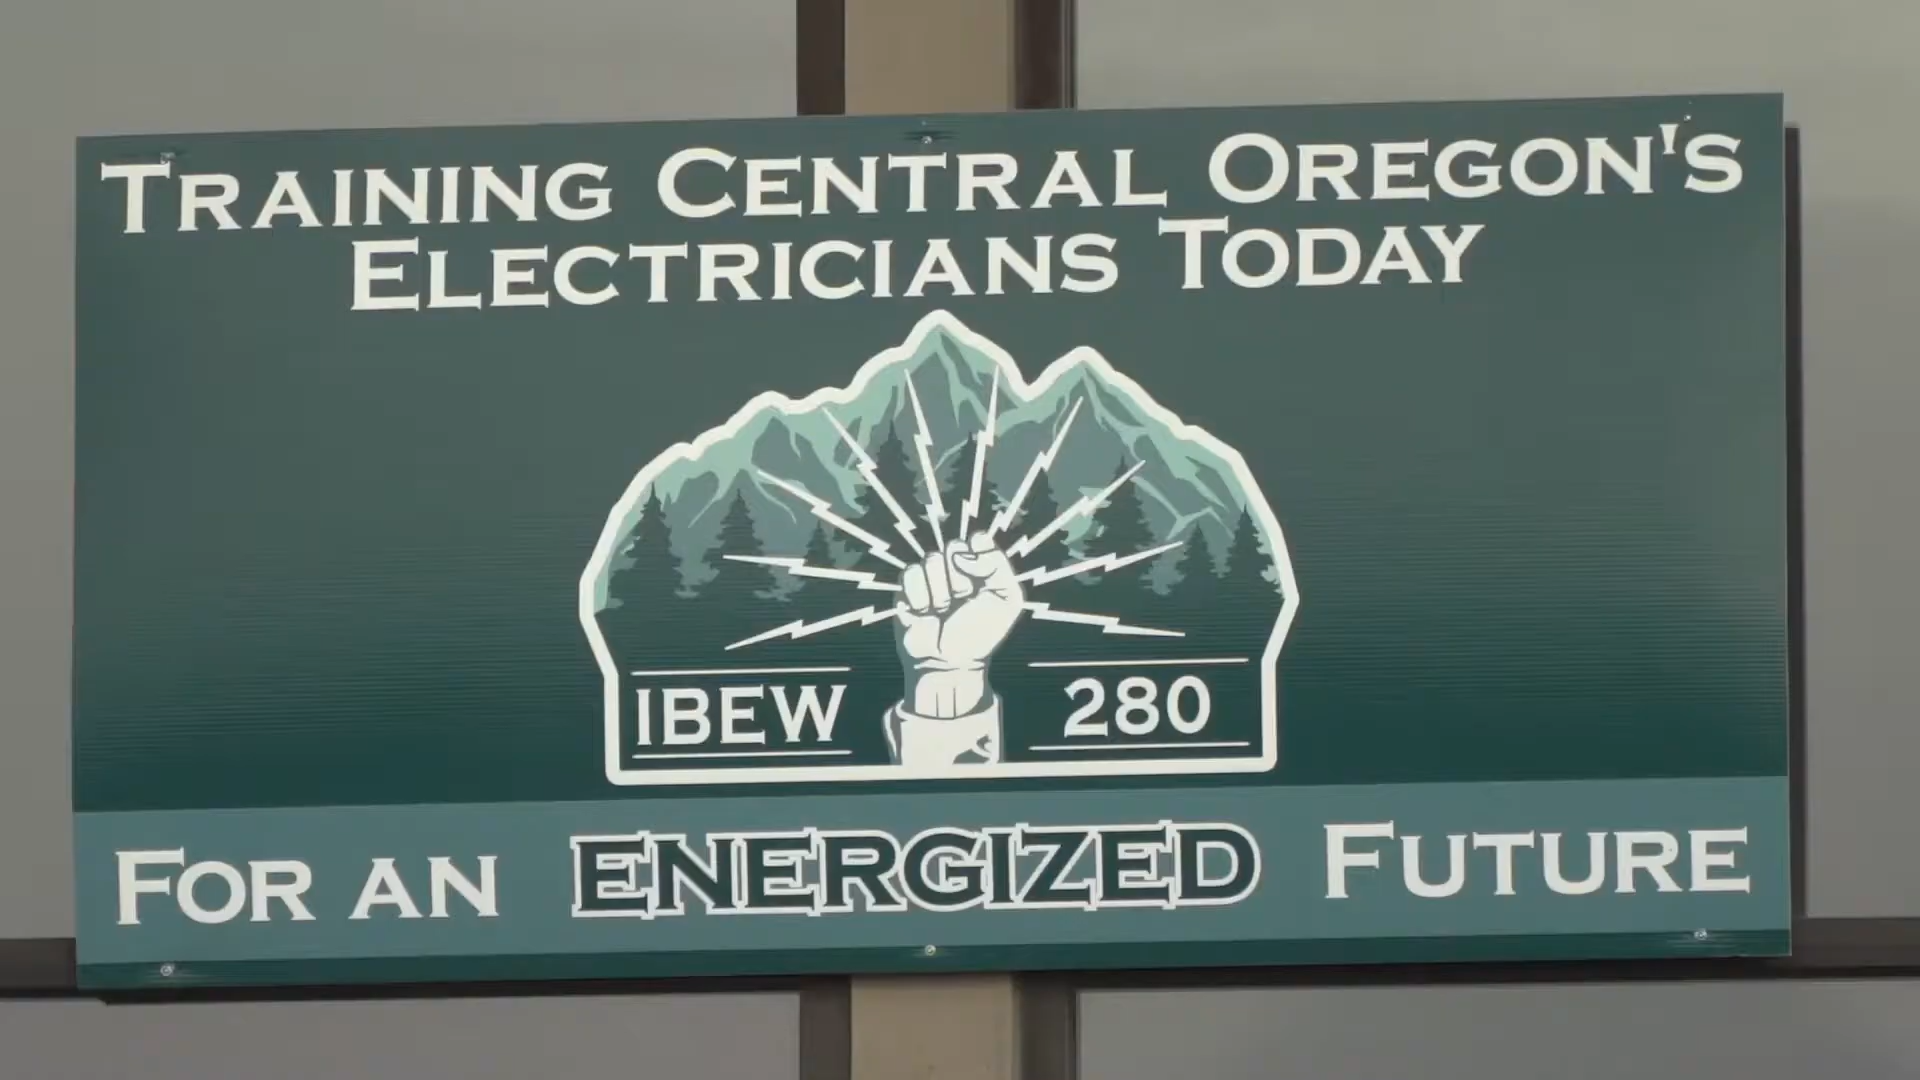 TRAINING CENTRAL OREGON'S
ELECTRICIANS TODAY
IBEW 280
FOR AN ENERGIZED FUTURE